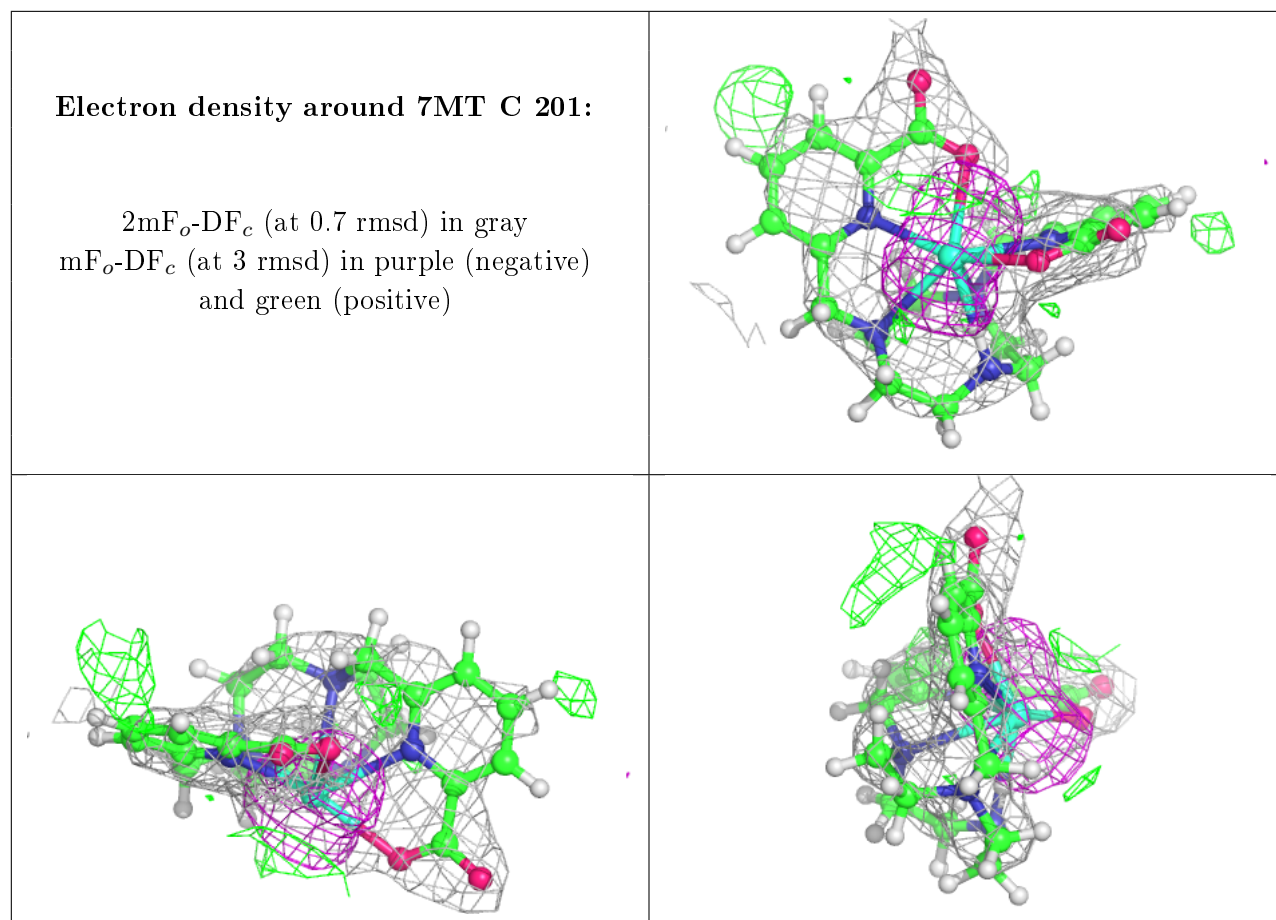 Electron density around 7MT C 201:
2mFₒ-DF𝒸 (at 0.7 rmsd) in gray
mFₒ-DF𝒸 (at 3 rmsd) in purple (negative)
and green (positive)